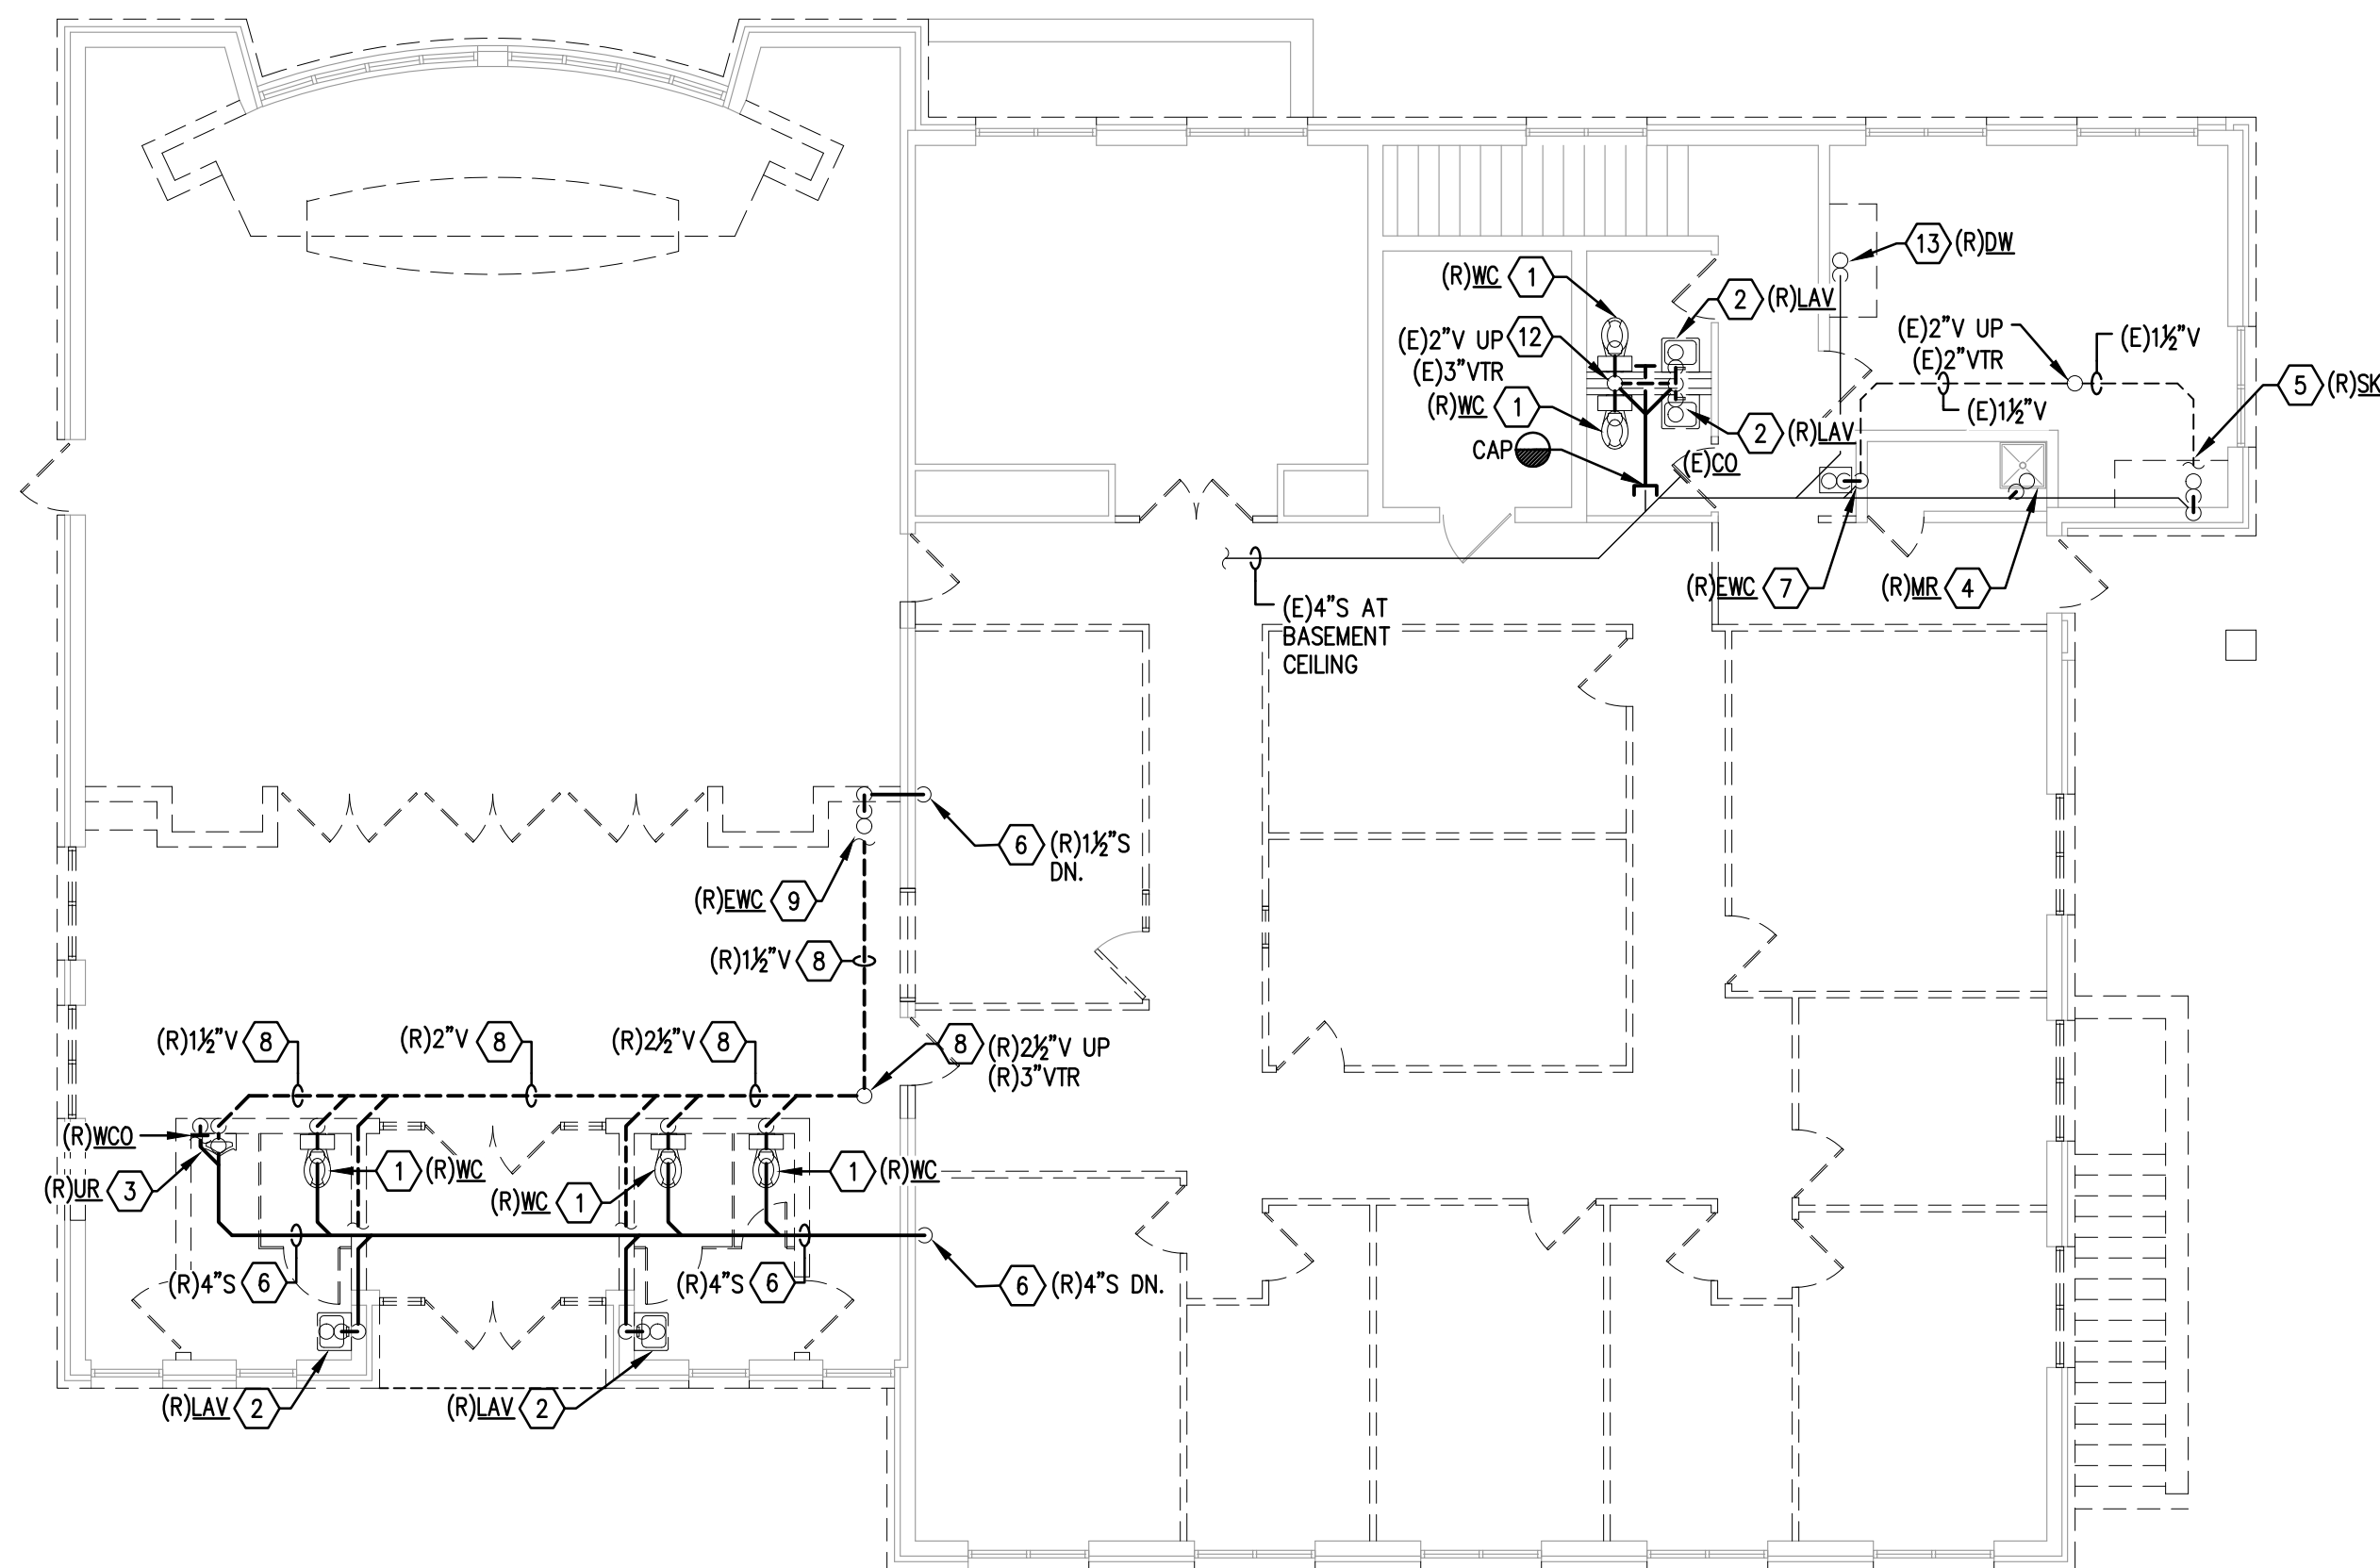 13 (R)DW
(R)WC 1
2 (R)LAV
(E)2"V UP 12
(E)3"VTR
(R)WC 1
2 (R)LAV
CAP
(E)CO
(E)2"V UP
(E)2"VTR
(E)1½"V
(E)1½"V
5 (R)SK
(R)EWC 7
(R)MR 4
(E)4"S AT
BASEMENT
CEILING
6 (R)1½"S
DN.
(R)EWC 9
(R)1½"V 8
(R)1½"V 8
(R)2"V 8
(R)2½"V 8
8 (R)2½"V UP
(R)3"VTR
(R)WCO
(R)UR 3
1 (R)WC
(R)WC 1
1 (R)WC
(R)4"S 6
(R)4"S 6
6 (R)4"S DN.
(R)LAV 2
(R)LAV 2